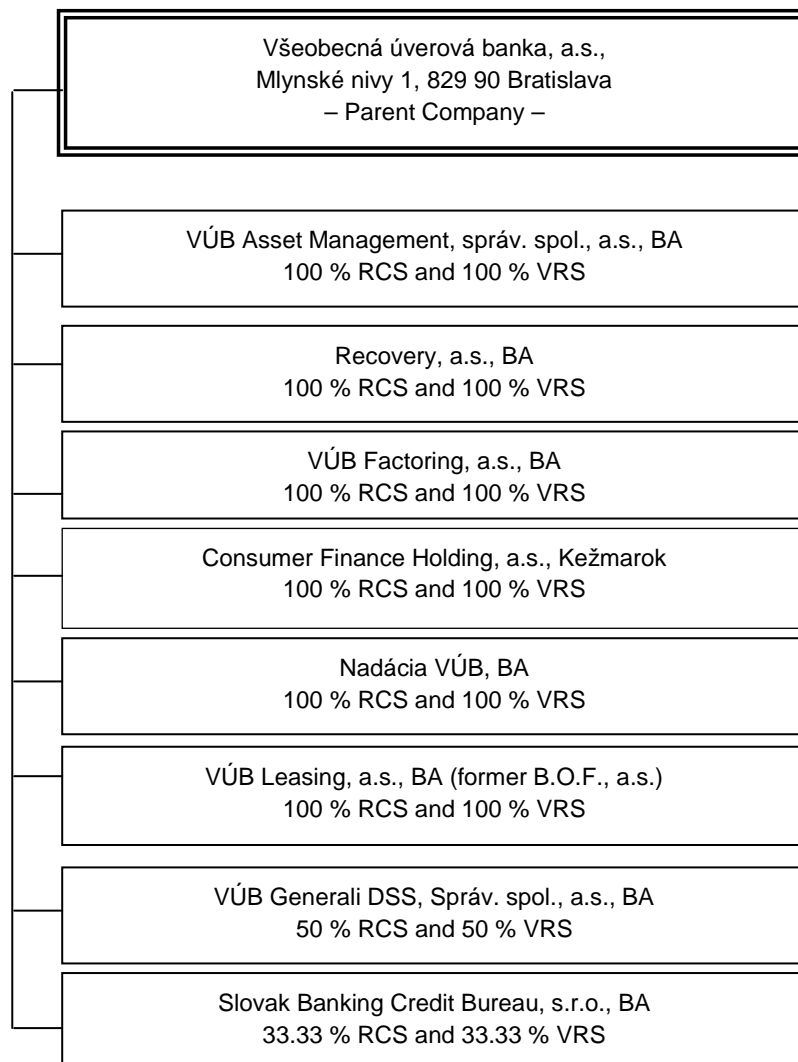 Všeobecná úverová banka, a.s.,
Mlynské nivy 1, 829 90 Bratislava
– Parent Company –
VÚB Asset Management, správ. spol., a.s., BA
100 % RCS and 100 % VRS
Recovery, a.s., BA
100 % RCS and 100 % VRS
VÚB Factoring, a.s., BA
100 % RCS and 100 % VRS
Consumer Finance Holding, a.s., Kežmarok
100 % RCS and 100 % VRS
Nadácia VÚB, BA
100 % RCS and 100 % VRS
VÚB Leasing, a.s., BA (former B.O.F., a.s.)
100 % RCS and 100 % VRS
VÚB Generali DSS, Správ. spol., a.s., BA
50 % RCS and 50 % VRS
Slovak Banking Credit Bureau, s.r.o., BA
33.33 % RCS and 33.33 % VRS